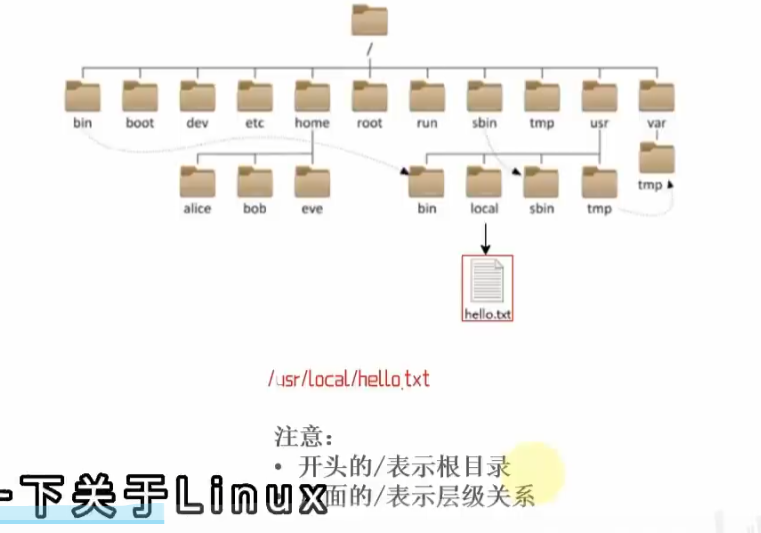 /
bin boot dev etc home root run sbin tmp usr var
tmp
alice bob eve bin local sbin tmp
hello.txt
/usr/local/hello.txt
注意：
• 开头的/表示根目录
面的/表示层级关系
一下关于Linux